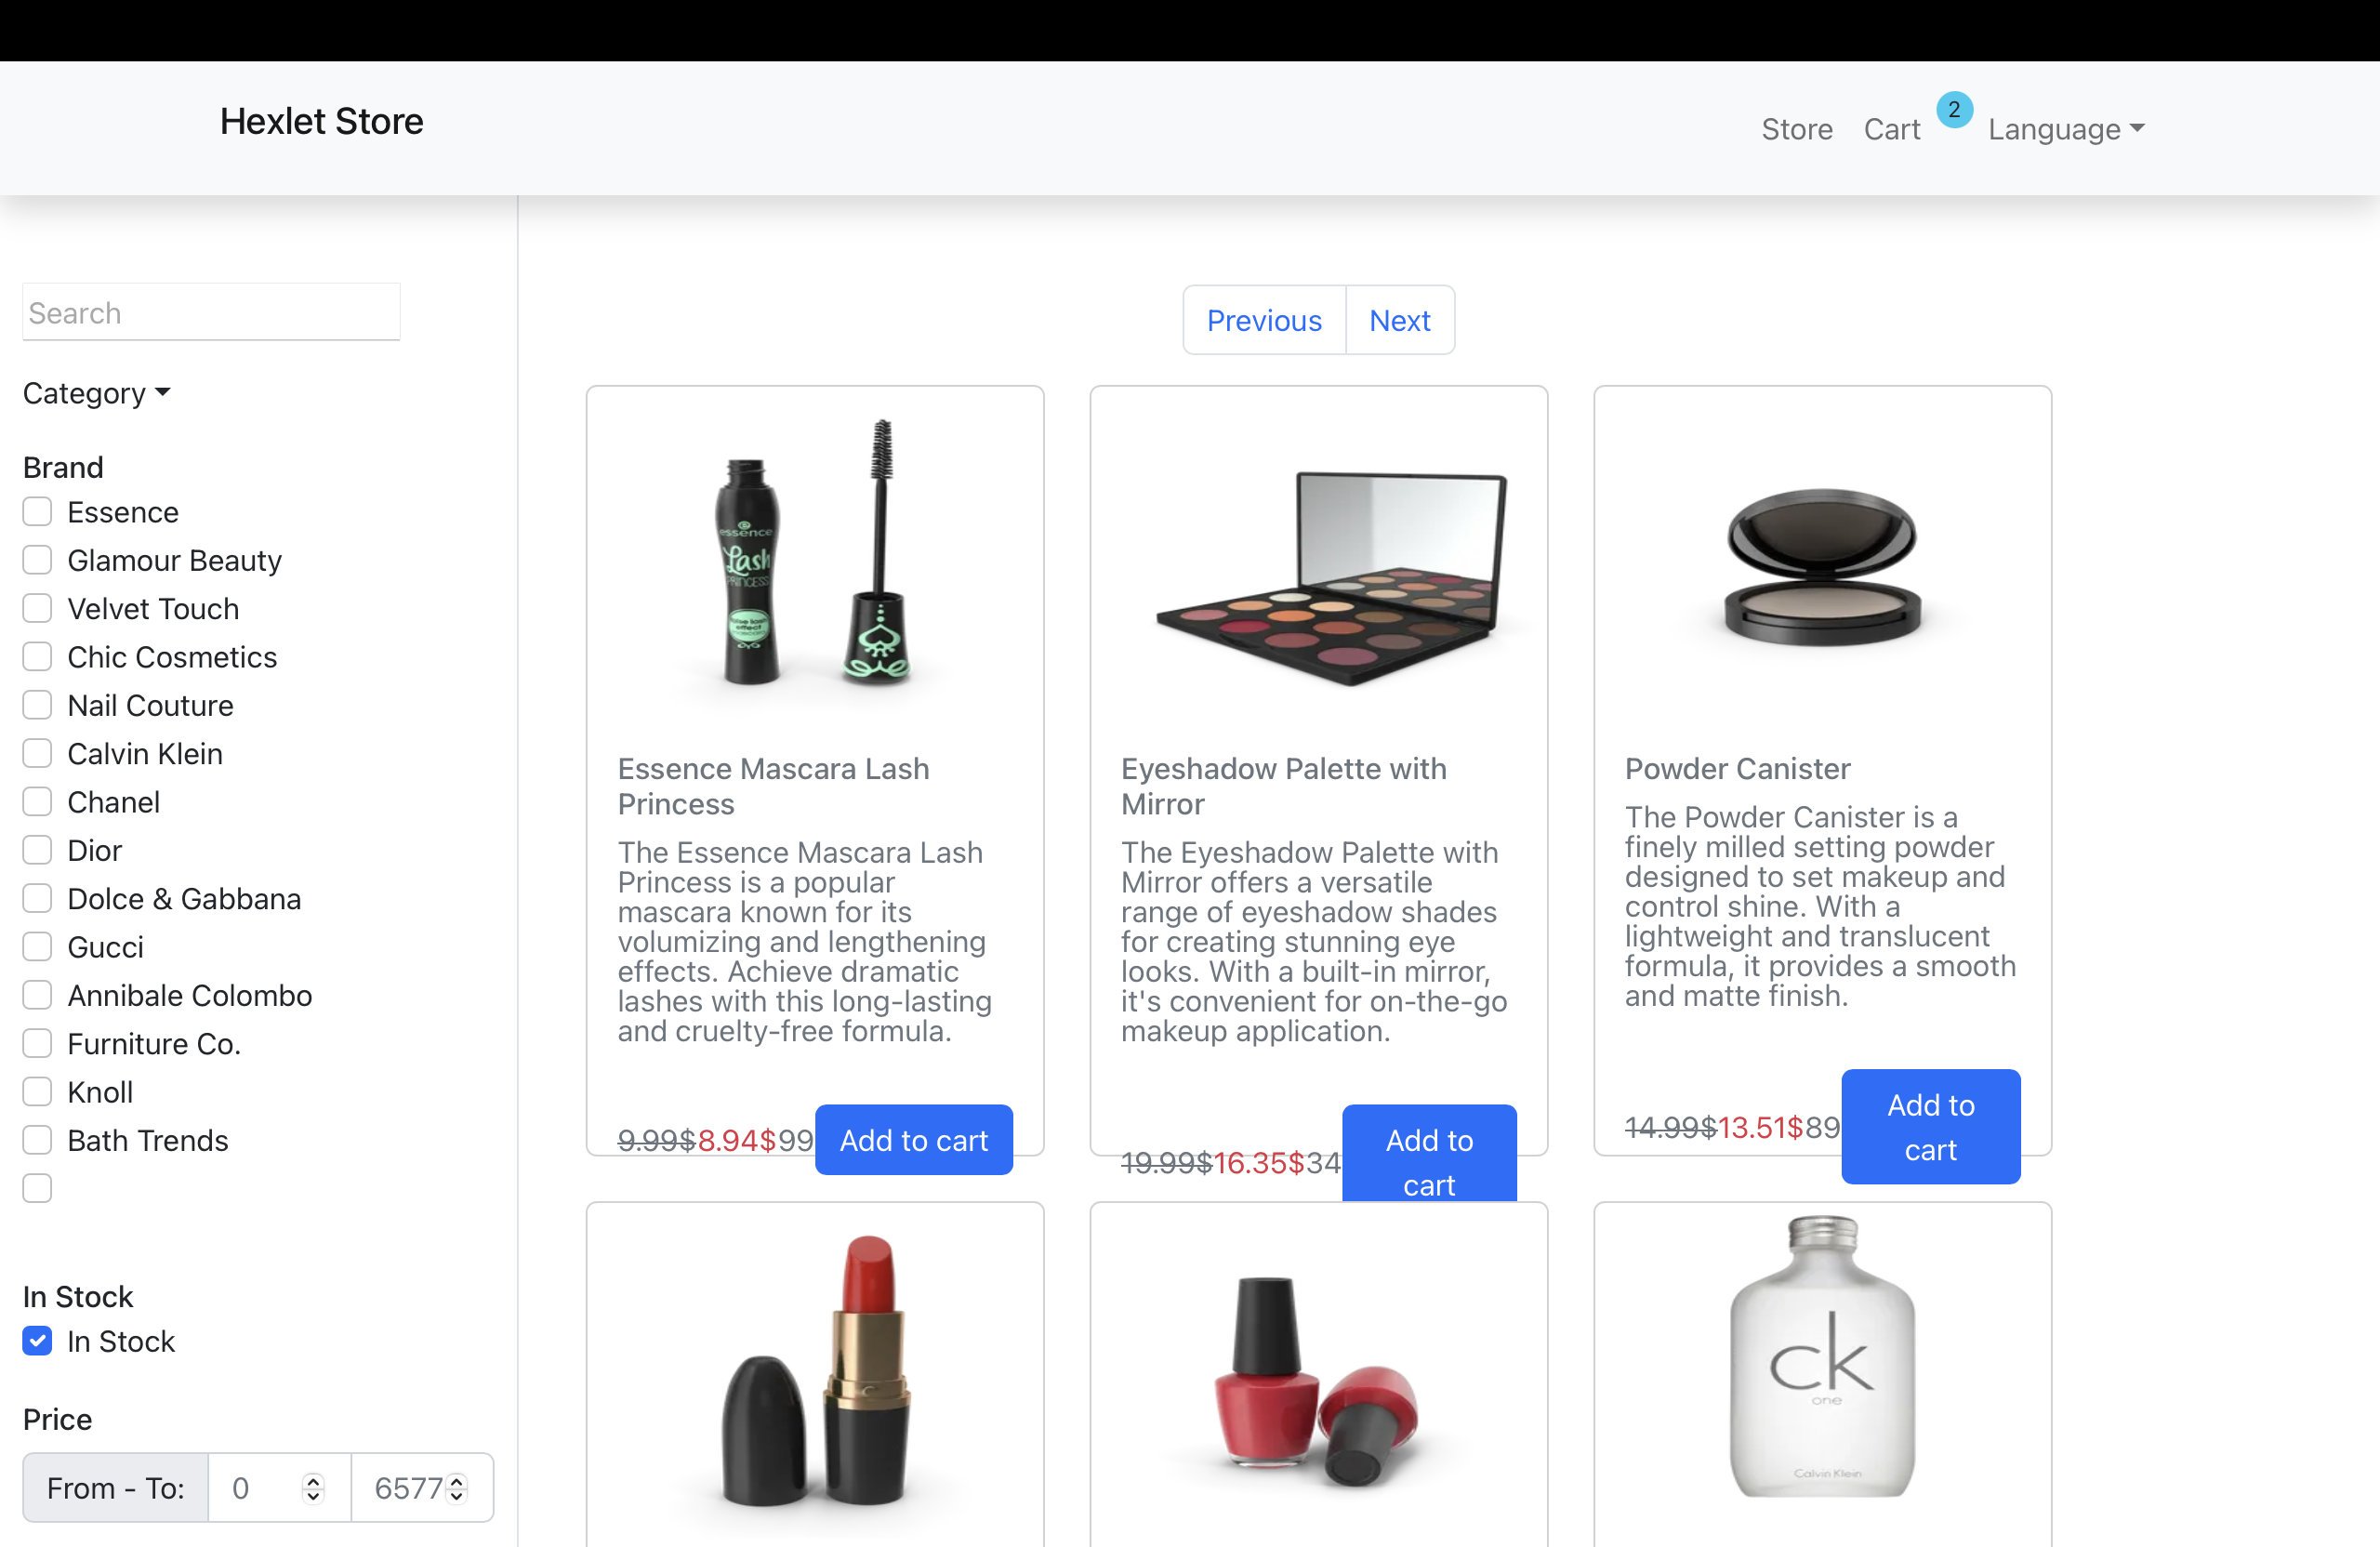 Hexlet Store
Store Cart 2 Language
Search
Category
Brand
Essence
Glamour Beauty
Velvet Touch
Chic Cosmetics
Nail Couture
Calvin Klein
Chanel
Dior
Dolce & Gabbana
Gucci
Annibale Colombo
Furniture Co.
Knoll
Bath Trends
In Stock
In Stock
Price
From - To: 0 6577
Previous Next
essence
Lash
PRINCESS
false lash
effect
Essence Mascara Lash
Princess
The Essence Mascara Lash
Princess is a popular
mascara known for its
volumizing and lengthening
effects. Achieve dramatic
lashes with this long-lasting
and cruelty-free formula.
9.99$8.94$99 Add to cart
Eyeshadow Palette with
Mirror
The Eyeshadow Palette with
Mirror offers a versatile
range of eyeshadow shades
for creating stunning eye
looks. With a built-in mirror,
it's convenient for on-the-go
makeup application.
19.99$16.35$34 Add to
cart
Powder Canister
The Powder Canister is a
finely milled setting powder
designed to set makeup and
control shine. With a
lightweight and translucent
formula, it provides a smooth
and matte finish.
14.99$13.51$89 Add to
cart
ck
one
Calvin Klein